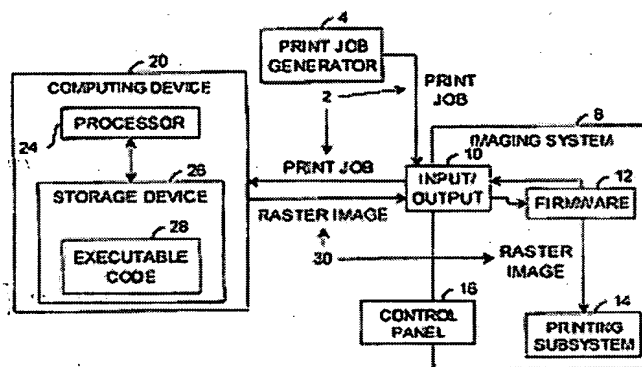 20
COMPUTING DEVICE
24
PROCESSOR
26
STORAGE DEVICE
28
EXECUTABLE
CODE
4
PRINT JOB
GENERATOR
2
PRINT
JOB
PRINT JOB
RASTER IMAGE
30
8
IMAGING SYSTEM
10
INPUT/
OUTPUT
12
FIRMWARE
RASTER
IMAGE
16
CONTROL
PANEL
14
PRINTING
SUBSYSTEM